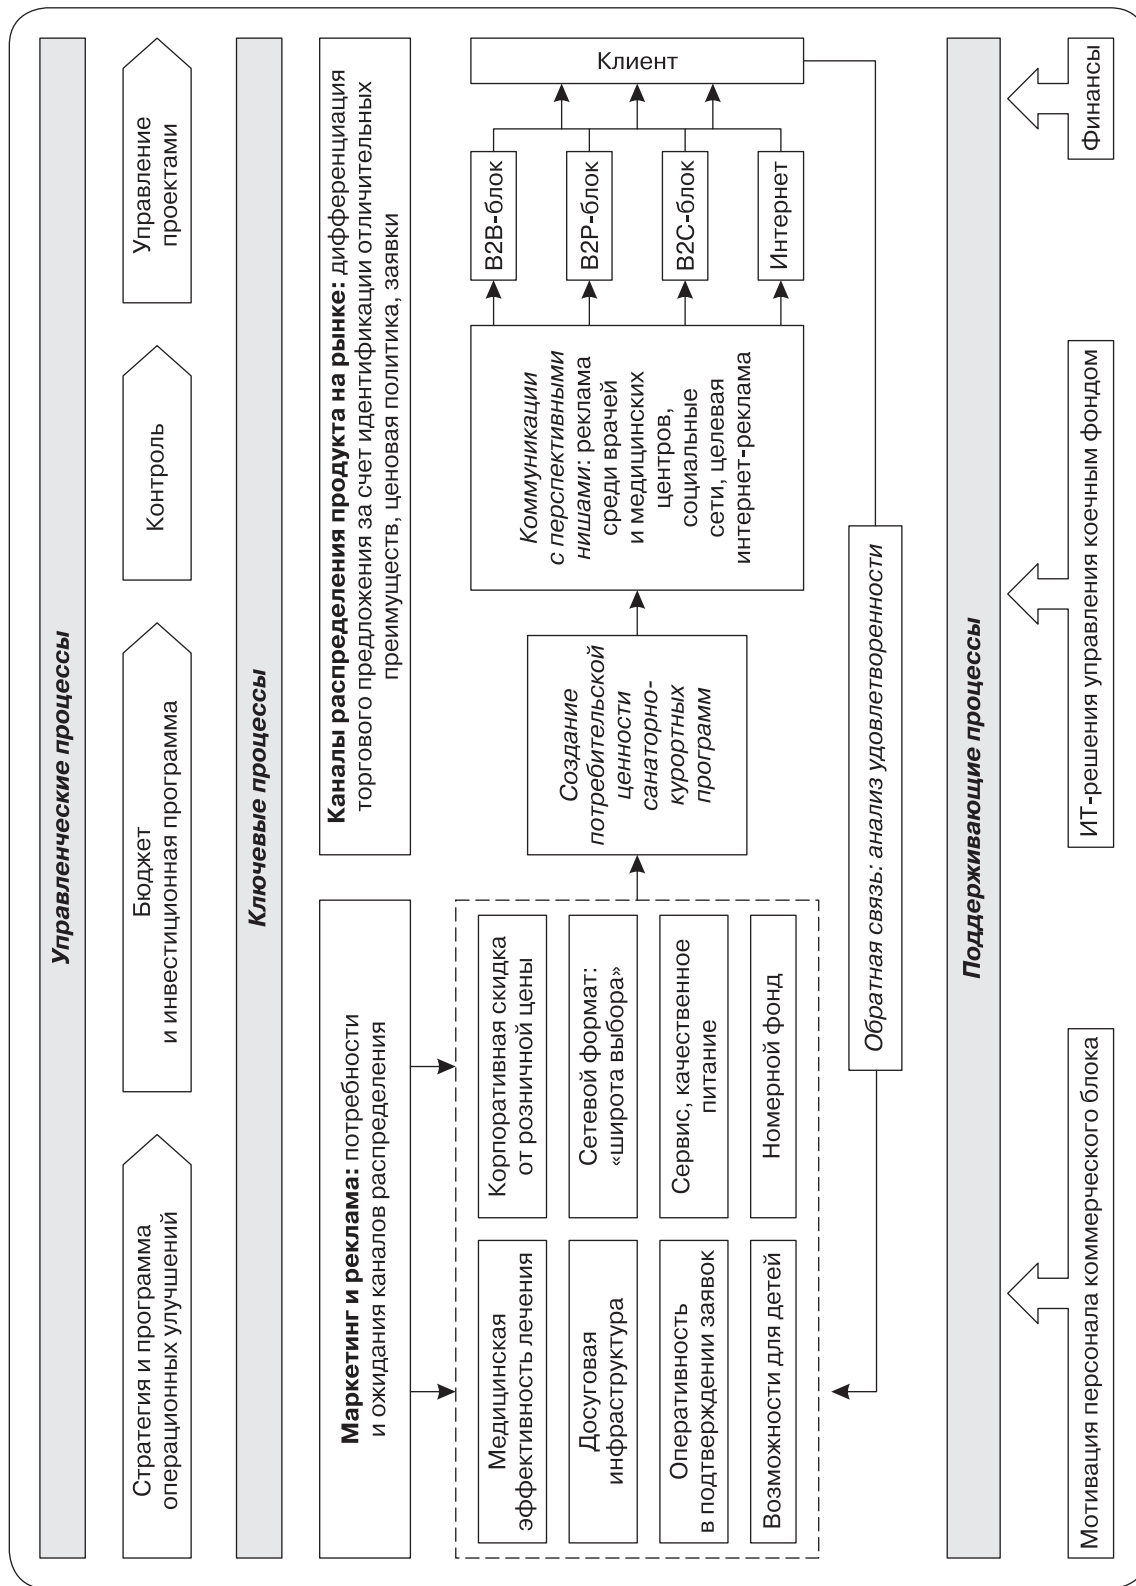 Управленческие процессы
Стратегия и программа
операционных улучшений
Бюджет
и инвестиционная программа
Контроль
Управление
проектами
Ключевые процессы
Маркетинг и реклама: потребности
и ожидания каналов распределения
Каналы распределения продукта на рынке: дифференциация
торгового предложения за счет идентификации отличительных
преимуществ, ценовая политика, заявки
Медицинская
эффективность лечения
Корпоративная скидка
от розничной цены
Досуговая
инфраструктура
Сетевой формат:
«широта выбора»
Оперативность
в подтверждении заявок
Сервис, качественное
питание
Возможности для детей
Номерной фонд
Создание
потребительской
ценности
санаторно-
курортных
программ
Коммуникации
с перспективными
нишами: реклама
среди врачей
и медицинских
центров,
социальные
сети, целевая
интернет-реклама
B2B-блок
B2P-блок
B2C-блок
Интернет
Клиент
Обратная связь: анализ удовлетворенности
Поддерживающие процессы
Мотивация персонала коммерческого блока
ИТ-решения управления коечным фондом
Финансы